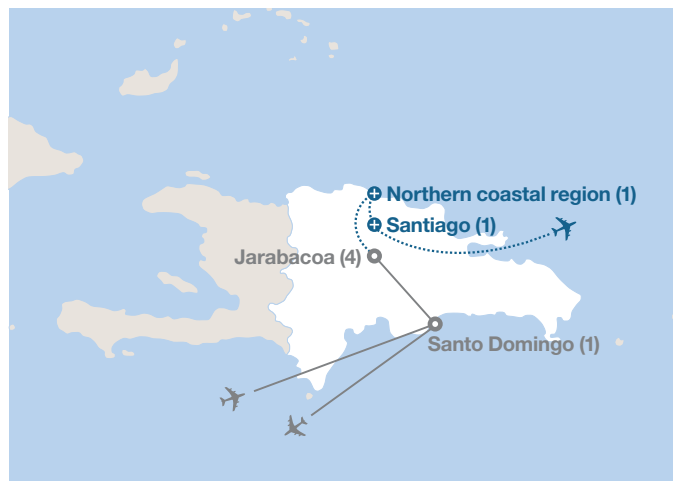 Northern coastal region (1)
Santiago (1)
Jarabacoa (4)
Santo Domingo (1)